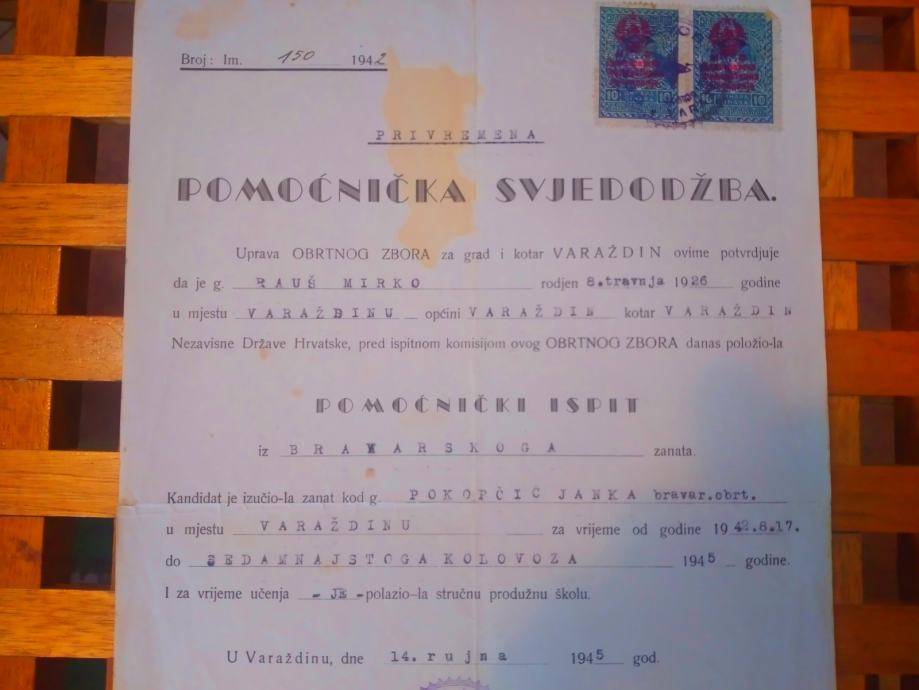 Broj: Im. 150 1942
PRIVREMENA
POMOĆNIČKA SVJEDODŽBA.
Uprava OBRTNOG ZBORA za grad i kotar VARAŽDIN ovime potvrdjuje
da je g. RAUŠ MIRKO rodjen 8.travnja 1926 godine
u mjestu VARAŽDINU općini VARAŽDIN kotar VARAŽDIN
Nezavisne Države Hrvatske, pred ispitnom komisijom ovog OBRTNOG ZBORA danas položio-la
POMOĆNIČKI ISPIT
iz BRAVARSKOGA zanata.
Kandidat je izučio-la zanat kod g. POKOPČIĆ JANKA bravar.obrt.
u mjestu VARAŽDINU za vrijeme od godine 1942.8.17.
do SEDAMNAJSTOGA KOLOVOZA 1945 godine.
I za vrijeme učenja - JE - polazio-la stručnu produžnu školu.
U Varaždinu, dne 14. rujna 1945 god.
10 10 10